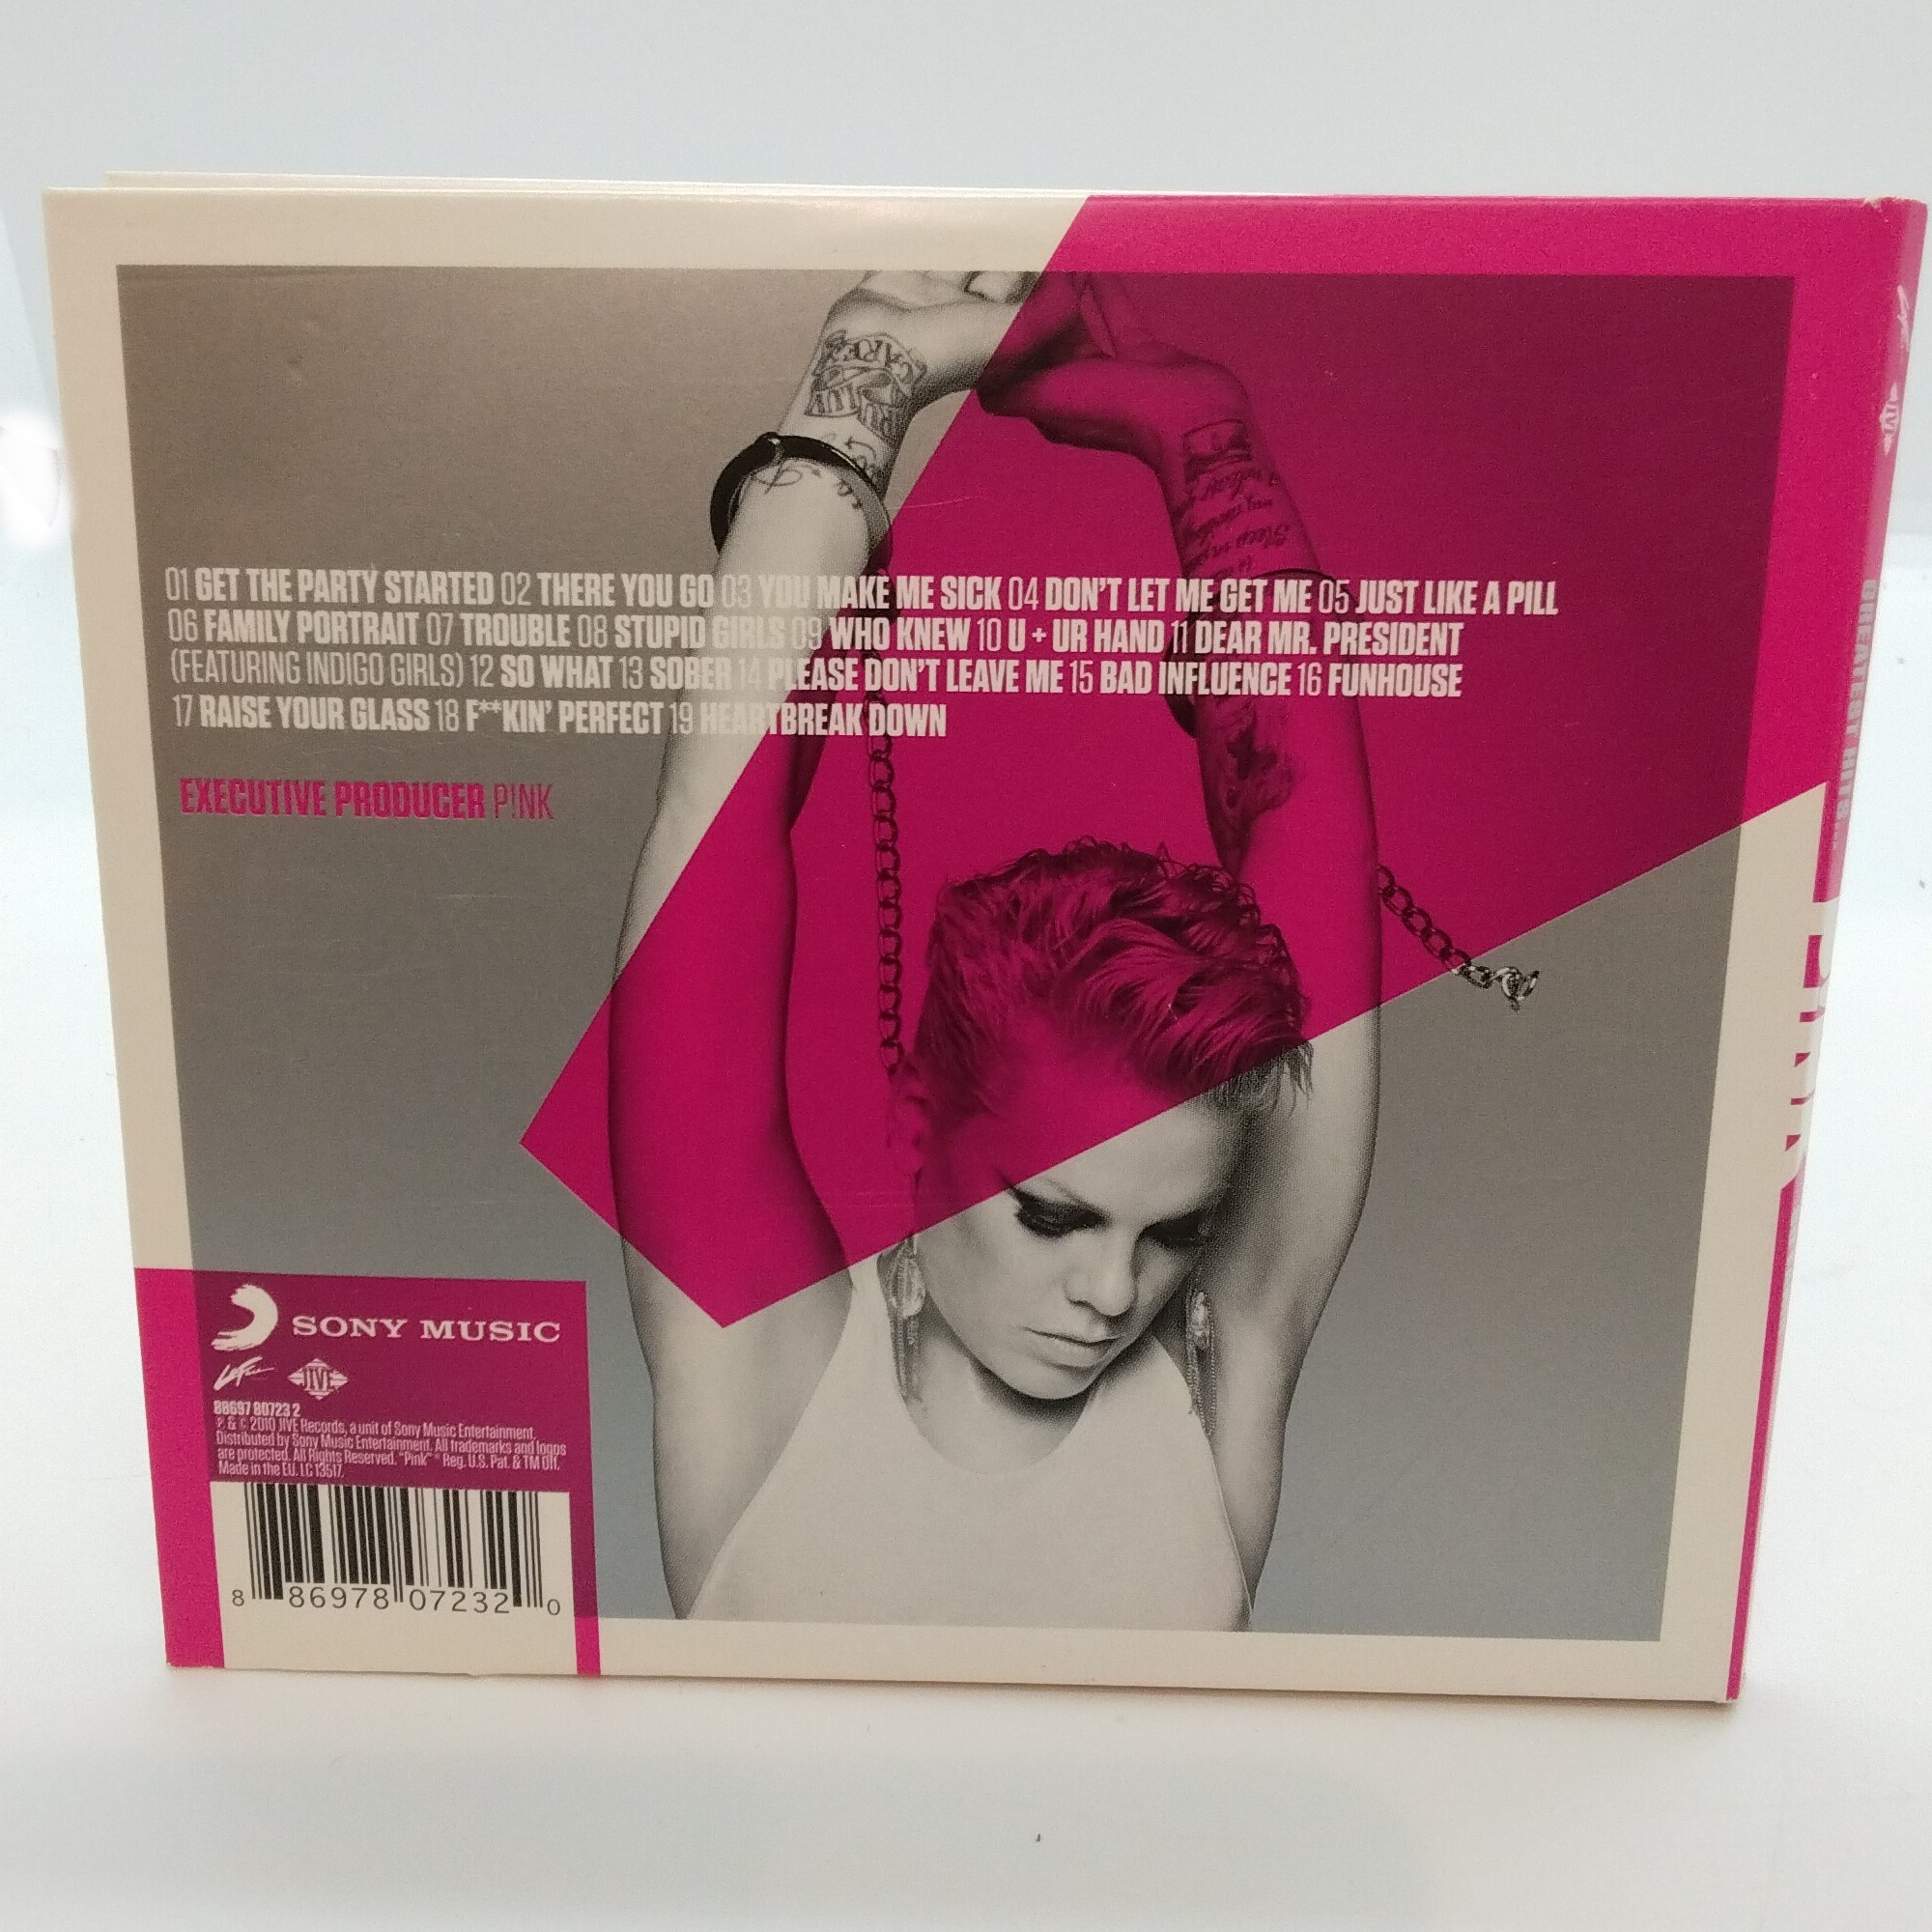 01 GET THE PARTY STARTED 02 THERE YOU GO 03 YOU MAKE ME SICK 04 DON'T LET ME GET ME 05 JUST LIKE A PILL
06 FAMILY PORTRAIT 07 TROUBLE 08 STUPID GIRLS 09 WHO KNEW 10 U + UR HAND 11 DEAR MR. PRESIDENT
(FEATURING INDIGO GIRLS) 12 SO WHAT 13 SOBER 14 PLEASE DON'T LEAVE ME 15 BAD INFLUENCE 16 FUNHOUSE
17 RAISE YOUR GLASS 18 F**KIN' PERFECT 19 HEARTBREAK DOWN
EXECUTIVE PRODUCER P!NK
SONY MUSIC
LaFace
JIVE
88697 80723 2
℗ & © 2010 JIVE Records, a unit of Sony Music Entertainment.
Distributed by Sony Music Entertainment. All trademarks and logos
are protected. All Rights Reserved. "Pink" ® Reg. U.S. Pat. & TM Off.
Made in the EU. LC 13517.
8 86978 07232 0
JIVE
GREATEST HITS...
P!NK